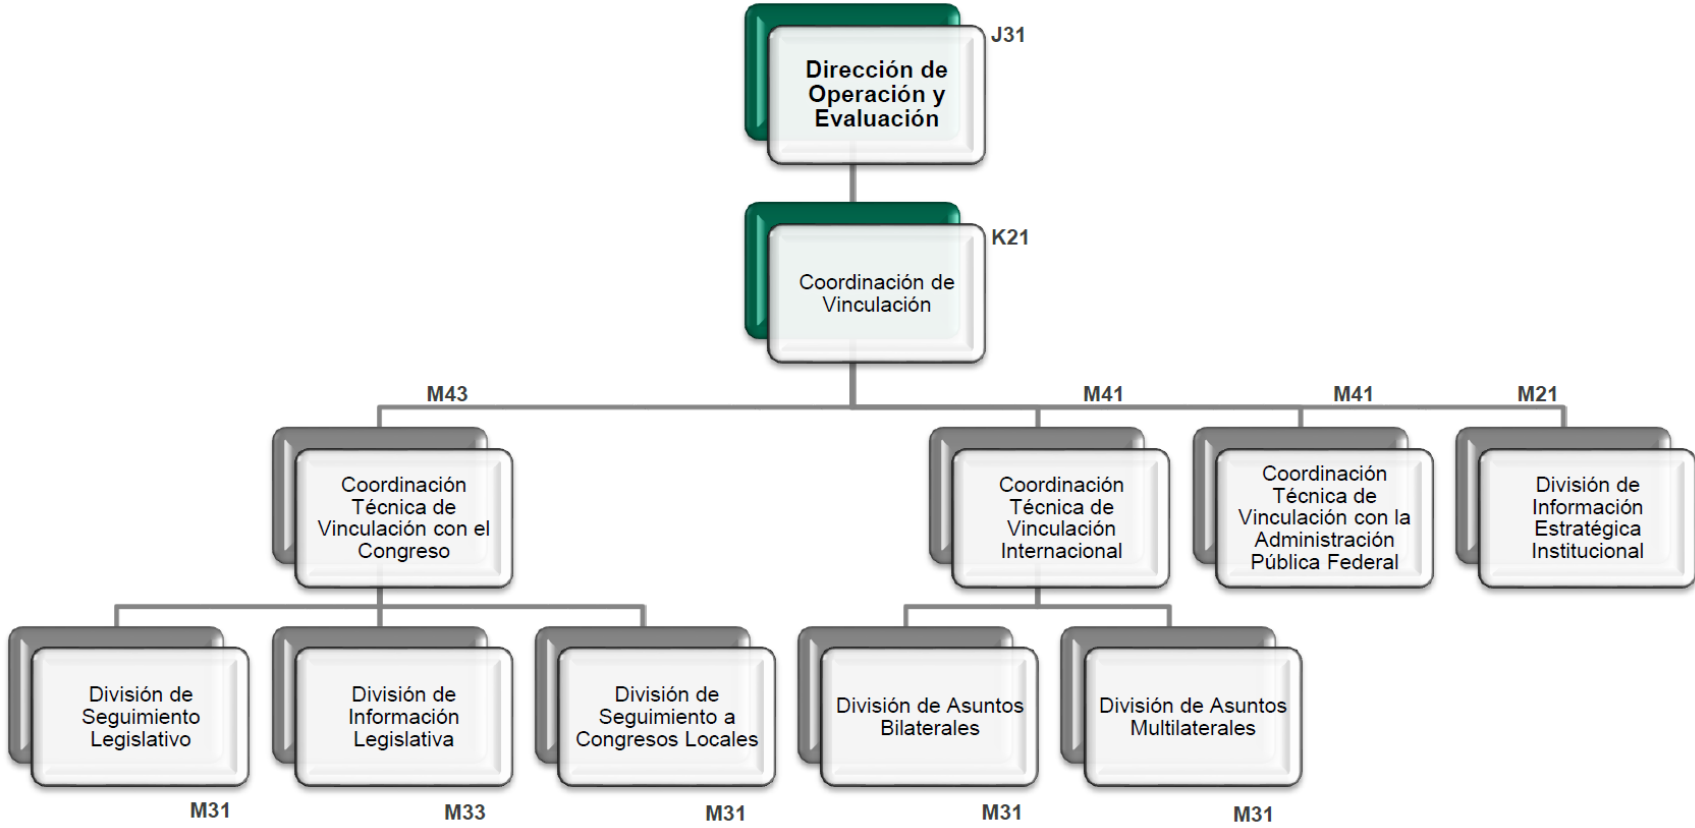 J31
Dirección de
Operación y
Evaluación
K21
Coordinación de
Vinculación
M43
M41
M41
M21
Coordinación
Técnica de
Vinculación con el
Congreso
Coordinación
Técnica de
Vinculación
Internacional
Coordinación
Técnica de
Vinculación con la
Administración
Pública Federal
División de
Información
Estratégica
Institucional
División de
Seguimiento
Legislativo
División de
Información
Legislativa
División de
Seguimiento a
Congresos Locales
División de Asuntos
Bilaterales
División de Asuntos
Multilaterales
M31
M33
M31
M31
M31